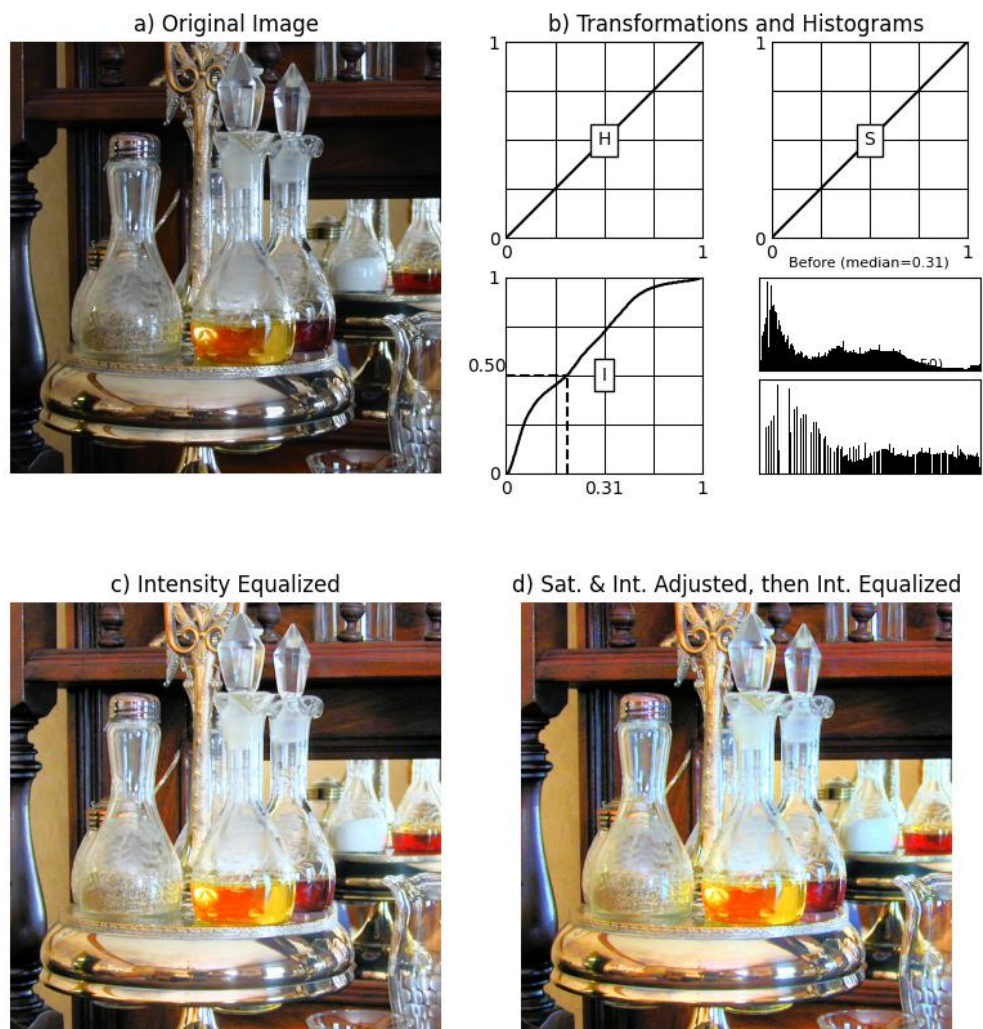 a) Original Image
b) Transformations and Histograms
1
H
0
0
1
1
S
0
0
1
Before (median=0.31)
0.50
I
0
0
0.31
1
50)
c) Intensity Equalized
d) Sat. & Int. Adjusted, then Int. Equalized